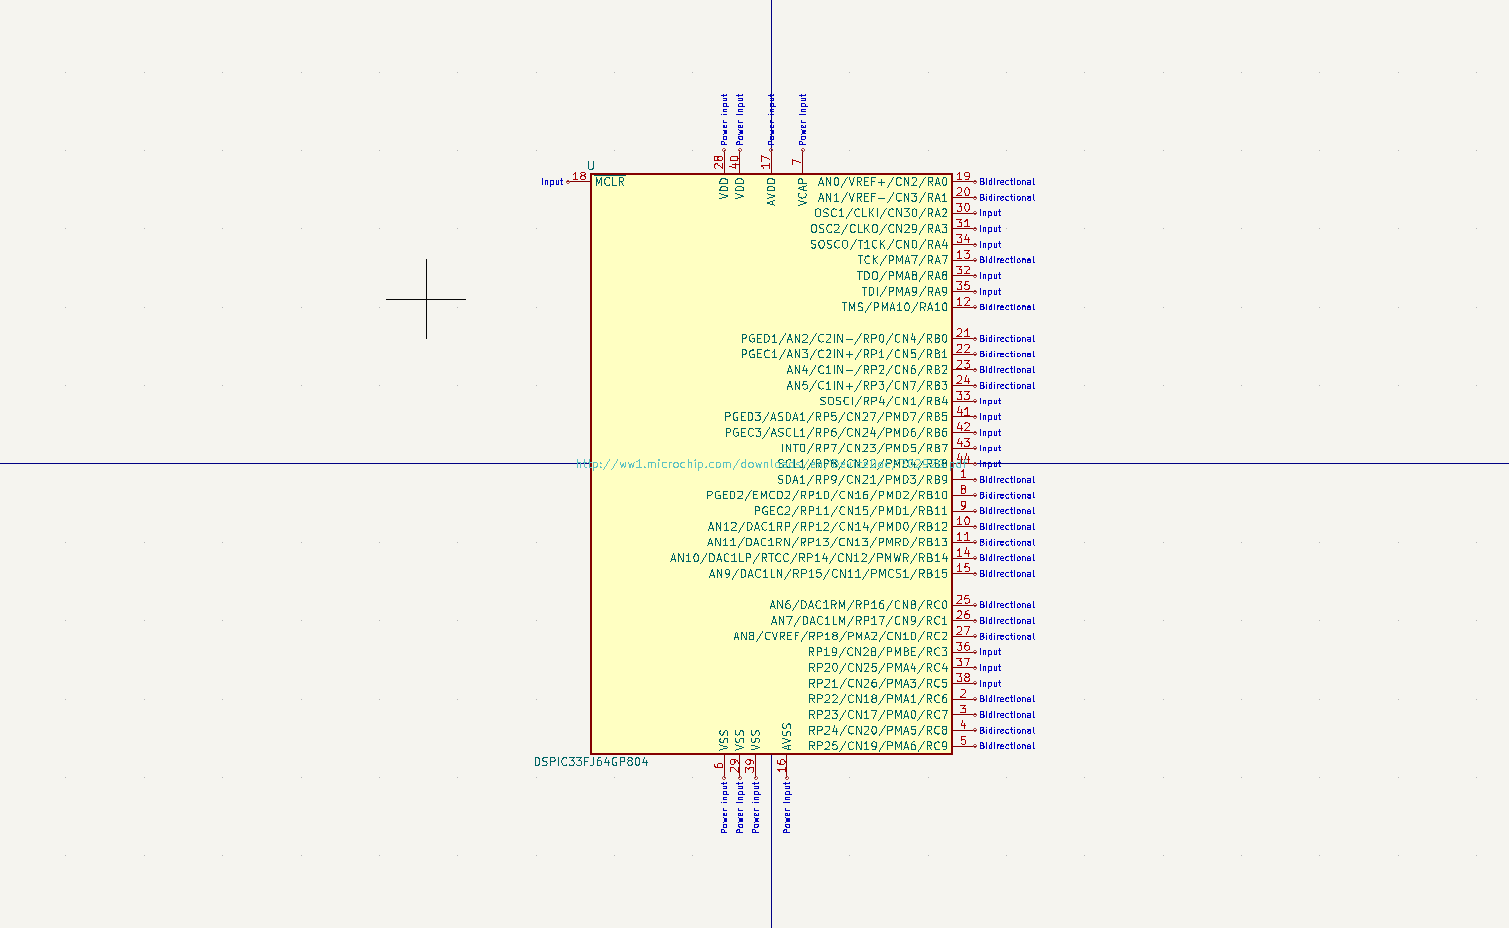 Power Input Power Input Power Input Power Input
28 40 17 7
U
Input 18 MCLR
VDD VDD AVDD VCAP
AN0/VREF+/CN2/RA0 19 Bidirectional
AN1/VREF-/CN3/RA1 20 Bidirectional
OSC1/CLKI/CN30/RA2 30 Input
OSC2/CLKO/CN29/RA3 31 Input
SOSCO/T1CK/CN0/RA4 34 Input
TCK/PMA7/RA7 13 Bidirectional
TDO/PMA8/RA8 32 Input
TDI/PMA9/RA9 35 Input
TMS/PMA10/RA10 12 Bidirectional
PGED1/AN2/C2IN-/RP0/CN4/RB0 21 Bidirectional
PGEC1/AN3/C2IN+/RP1/CN5/RB1 22 Bidirectional
AN4/C1IN-/RP2/CN6/RB2 23 Bidirectional
AN5/C1IN+/RP3/CN7/RB3 24 Bidirectional
SOSCI/RP4/CN1/RB4 33 Input
PGED3/ASDA1/RP5/CN27/PMD7/RB5 41 Input
PGEC3/ASCL1/RP6/CN24/PMD6/RB6 42 Input
INT0/RP7/CN23/PMD5/RB7 43 Input
SCL1/RP8/CN22/PMD4/RB8 44 Input
SDA1/RP9/CN21/PMD3/RB9 1 Bidirectional
PGED2/EMCD2/RP10/CN16/PMD2/RB10 8 Bidirectional
PGEC2/RP11/CN15/PMD1/RB11 9 Bidirectional
AN12/DAC1RP/RP12/CN14/PMD0/RB12 10 Bidirectional
AN11/DAC1RN/RP13/CN13/PMRD/RB13 11 Bidirectional
AN10/DAC1LP/RTCC/RP14/CN12/PMWR/RB14 14 Bidirectional
AN9/DAC1LN/RP15/CN11/PMCS1/RB15 15 Bidirectional
AN6/DAC1RM/RP16/CN8/RC0 25 Bidirectional
AN7/DAC1LM/RP17/CN9/RC1 26 Bidirectional
AN8/CVREF/RP18/PMA2/CN10/RC2 27 Bidirectional
RP19/CN28/PMBE/RC3 36 Input
RP20/CN25/PMA4/RC4 37 Input
RP21/CN26/PMA3/RC5 38 Input
RP22/CN18/PMA1/RC6 2 Bidirectional
RP23/CN17/PMA0/RC7 3 Bidirectional
RP24/CN20/PMA5/RC8 4 Bidirectional
RP25/CN19/PMA6/RC9 5 Bidirectional
VSS VSS VSS AVSS
DSPIC33FJ64GP804
6 29 39 16
Power Input Power Input Power Input Power Input